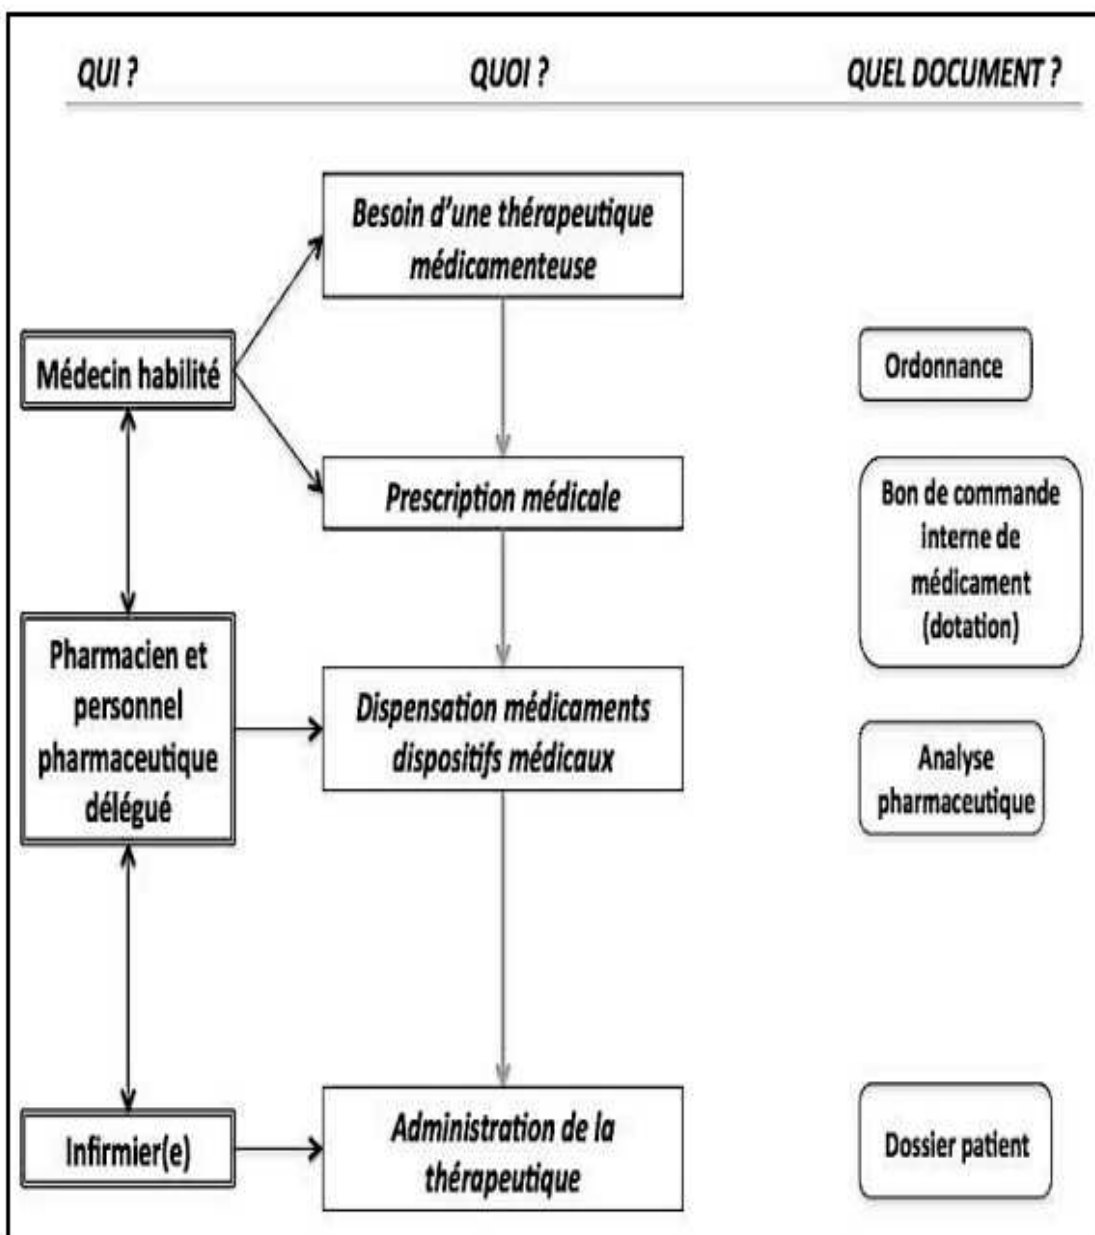 QUI ?
QUOI ?
QUEL DOCUMENT ?
Besoin d'une thérapeutique
médicamenteuse
Médecin habilité
Ordonnance
Prescription médicale
Bon de commande
interne de
médicament
(dotation)
Pharmacien et
personnel
pharmaceutique
délégué
Dispensation médicaments
dispositifs médicaux
Analyse
pharmaceutique
Infirmier(e)
Administration de la
thérapeutique
Dossier patient